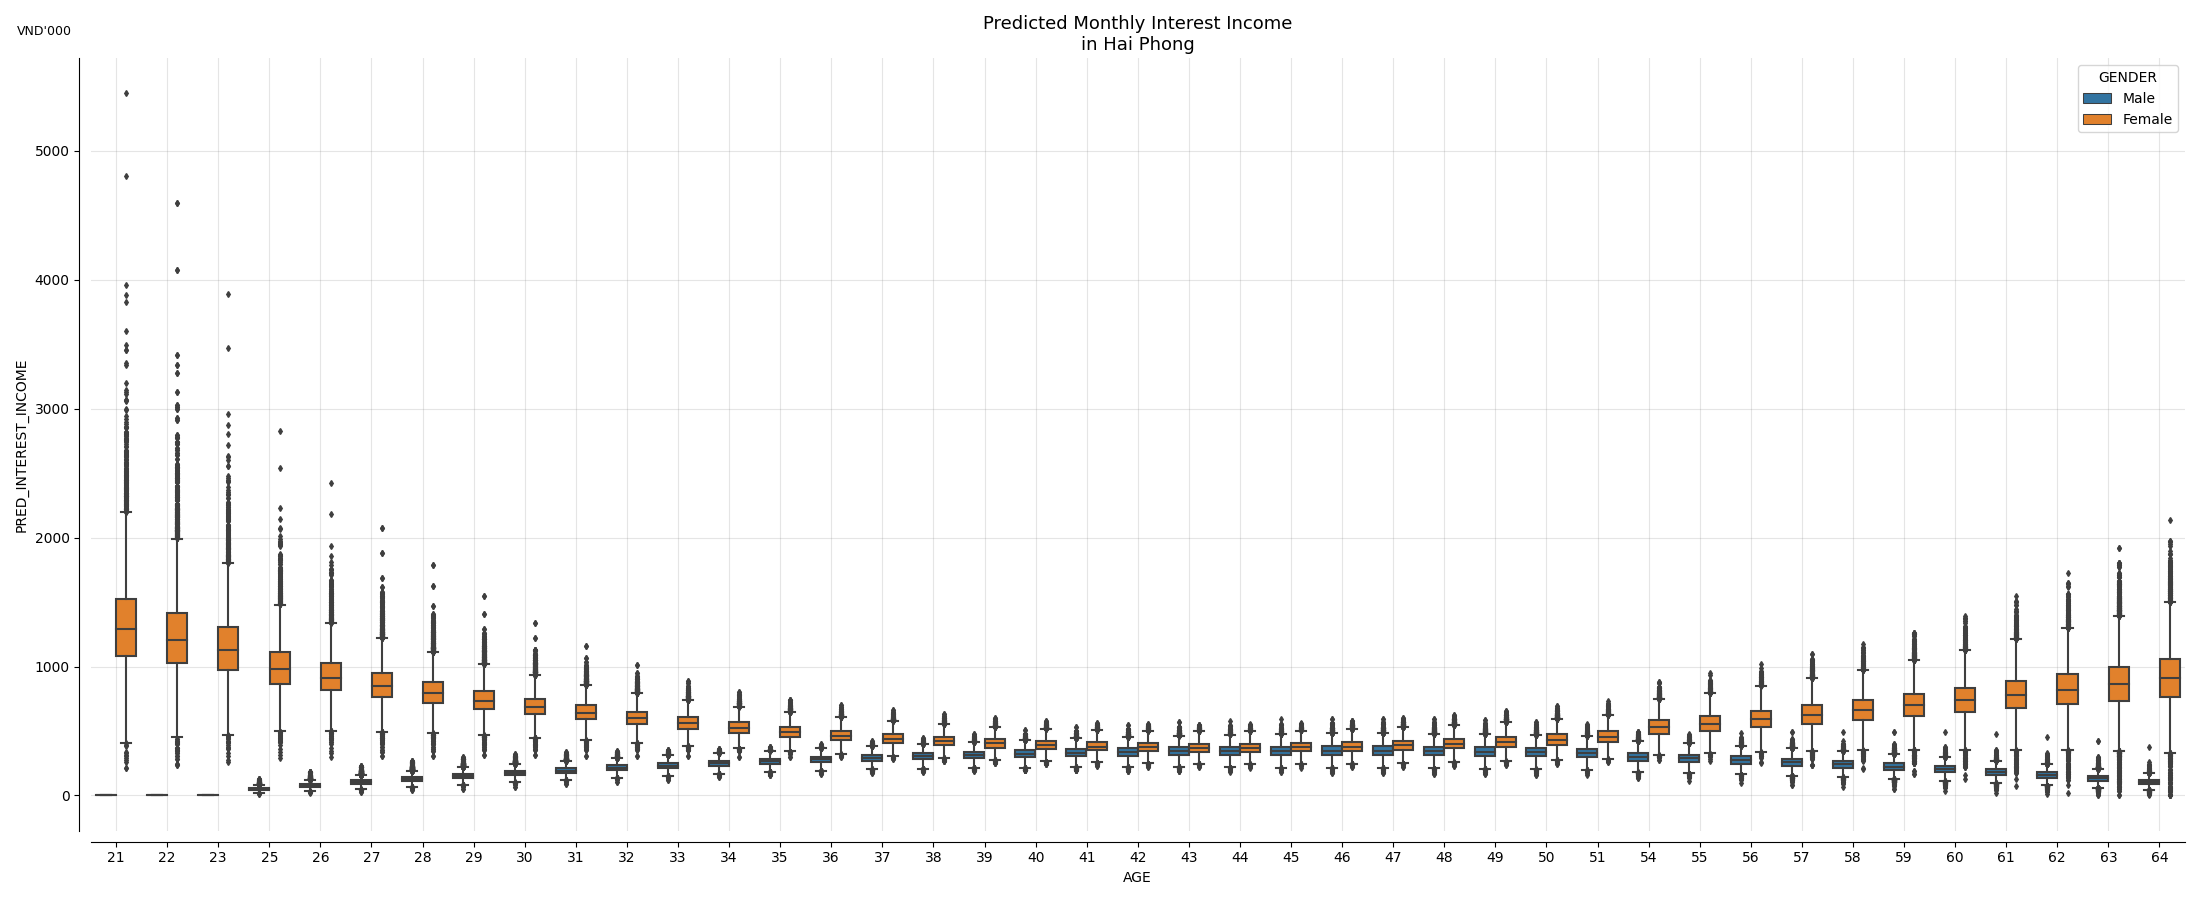 VND'000
Predicted Monthly Interest Income
in Hai Phong
GENDER
Male
Female
PRED_INTEREST_INCOME
5000
4000
3000
2000
1000
0
21 22 23 25 26 27 28 29 30 31 32 33 34 35 36 37 38 39 40 41 42 43 44 45 46 47 48 49 50 51 54 55 56 57 58 59 60 61 62 63 64
AGE